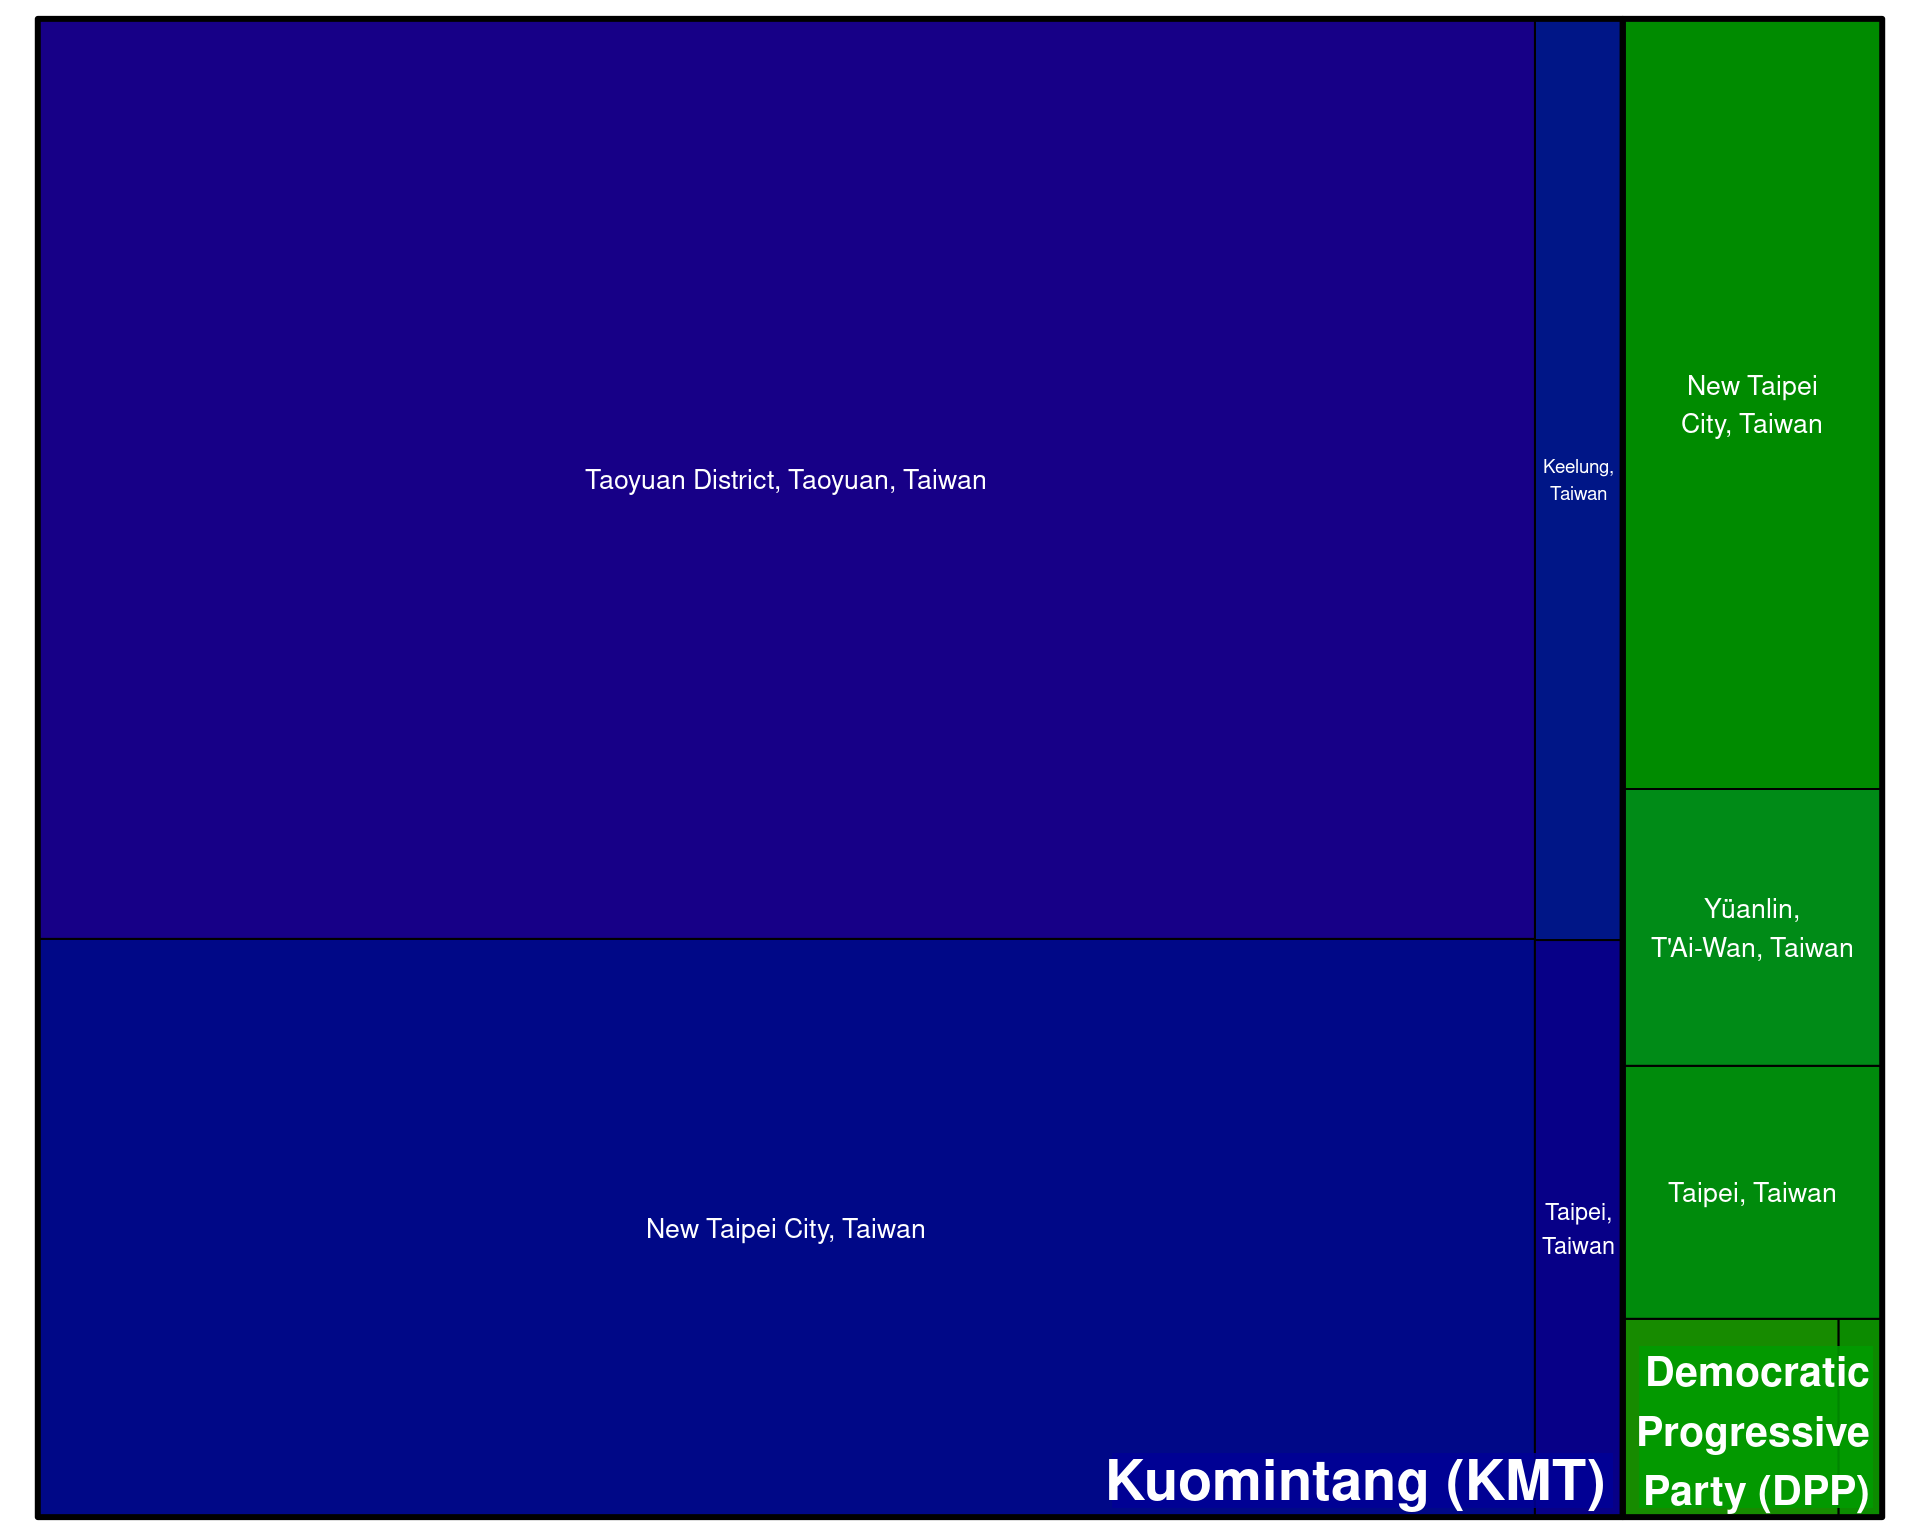 Taoyuan District, Taoyuan, Taiwan
Keelung,
Taiwan
New Taipei City, Taiwan
Taipei,
Taiwan
Kuomintang (KMT)
New Taipei
City, Taiwan
Yüanlin,
T'Ai-Wan, Taiwan
Taipei, Taiwan
Democratic
Progressive
Party (DPP)